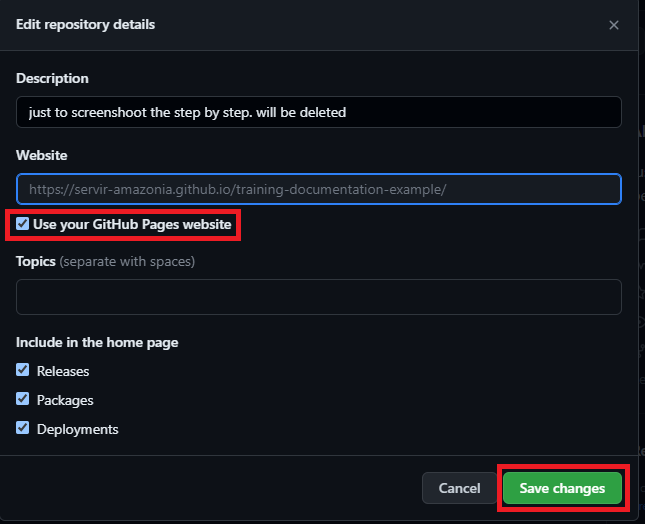 Edit repository details
Description
just to screenshoot the step by step. will be deleted
Website
https://servir-amazonia.github.io/training-documentation-example/
Use your GitHub Pages website
Topics (separate with spaces)
Include in the home page
Releases
Packages
Deployments
Cancel
Save changes